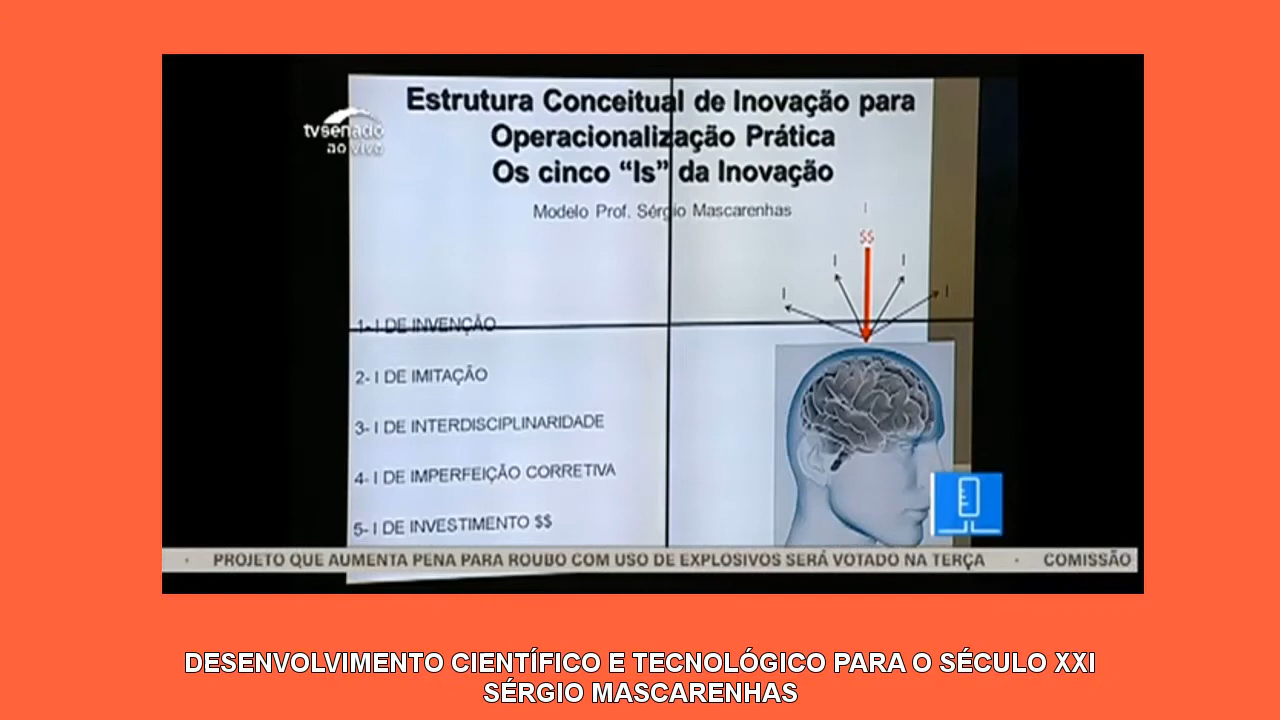 Estrutura Conceitual de Inovação para
Operacionalização Prática
Os cinco “Is” da Inovação
tvsenado
ao vivo
Modelo Prof. Sérgio Mascarenhas
I
$$
I
I
I
I
1- I DE INVENÇÃO
2- I DE IMITAÇÃO
3- I DE INTERDISCIPLINARIDADE
4- I DE IMPERFEIÇÃO CORRETIVA
5- I DE INVESTIMENTO $$
· PROJETO QUE AUMENTA PENA PARA ROUBO COM USO DE EXPLOSIVOS SERÁ VOTADO NA TERÇA · COMISSÃO
DESENVOLVIMENTO CIENTÍFICO E TECNOLÓGICO PARA O SÉCULO XXI
SÉRGIO MASCARENHAS